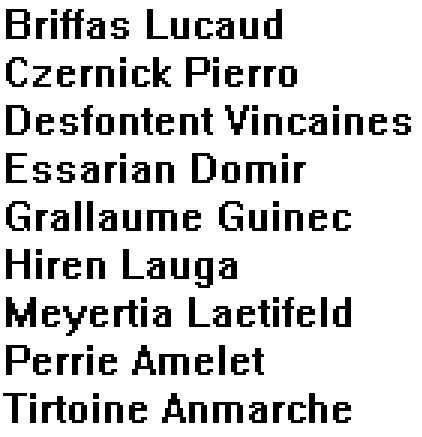 Briffas Lucaud
Czernick Pierro
Desfontent Vincaines
Essarian Domir
Grallaume Guinec
Hiren Lauga
Meyertia Laetifeld
Perrie Amelet
Tirtoine Anmarche